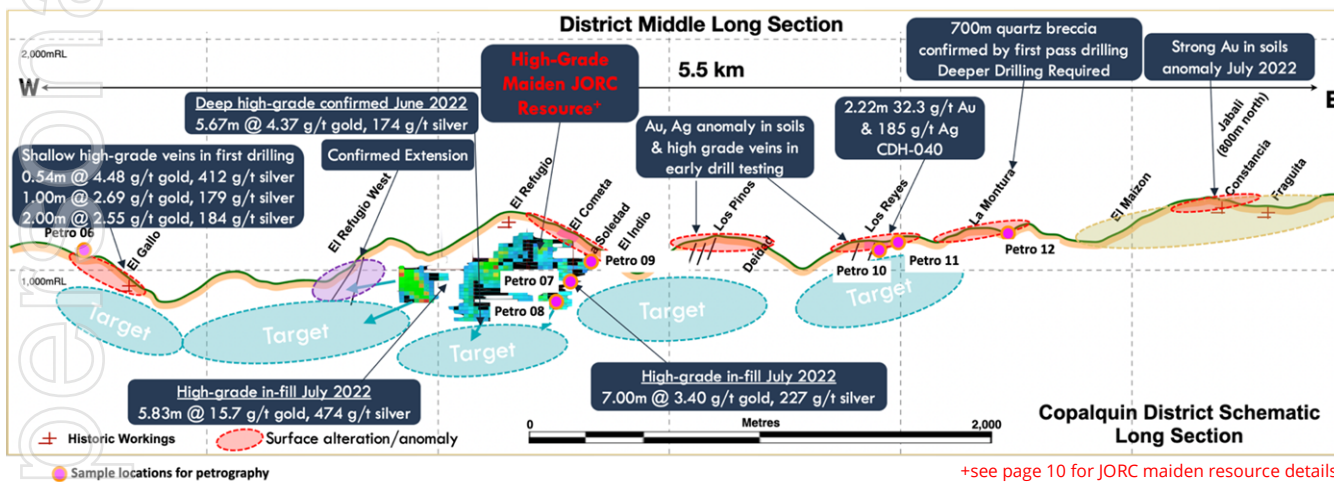 District Middle Long Section
2,000mRL
W
5.5 km
High-Grade
Maiden JORC
Resource+
700m quartz breccia
confirmed by first pass drilling
Deeper Drilling Required
Strong Au in soils
anomaly July 2022
E
Deep high-grade confirmed June 2022
5.67m @ 4.37 g/t gold, 174 g/t silver
2.22m 32.3 g/t Au
& 185 g/t Ag
CDH-040
Au, Ag anomaly in soils
& high grade veins in
early drill testing
Shallow high-grade veins in first drilling
0.54m @ 4.48 g/t gold, 412 g/t silver
1.00m @ 2.69 g/t gold, 179 g/t silver
2.00m @ 2.55 g/t gold, 184 g/t silver
Confirmed Extension
Petro 06
El Gallo
El Refugio West
El Refugio
El Cometa
a Soledad
El Indio
Los Pinos
Deidad
Los Reyes
La Montura
El Maizon
Jabali
(800m north)
Constancia
Fraguita
Petro 09
Petro 07
Petro 08
Petro 10
Petro 11
Petro 12
1,000mRL
Target
Target
Target
Target
Target
High-grade in-fill July 2022
5.83m @ 15.7 g/t gold, 474 g/t silver
High-grade in-fill July 2022
7.00m @ 3.40 g/t gold, 227 g/t silver
Historic Workings
Surface alteration/anomaly
0
Metres
2,000
Copalquin District Schematic
Long Section
Sample locations for petrography
+see page 10 for JORC maiden resource details